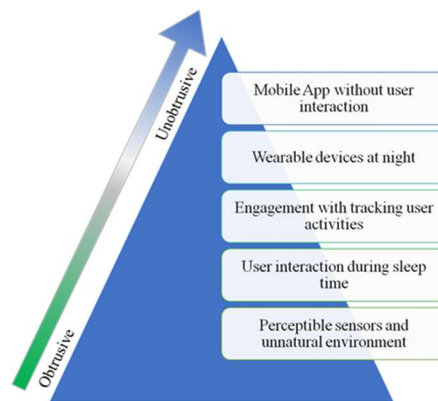 Unobtrusive
Obtrusive
Mobile App without user
interaction
Wearable devices at night
Engagement with tracking user
activities
User interaction during sleep
time
Perceptible sensors and
unnatural environment